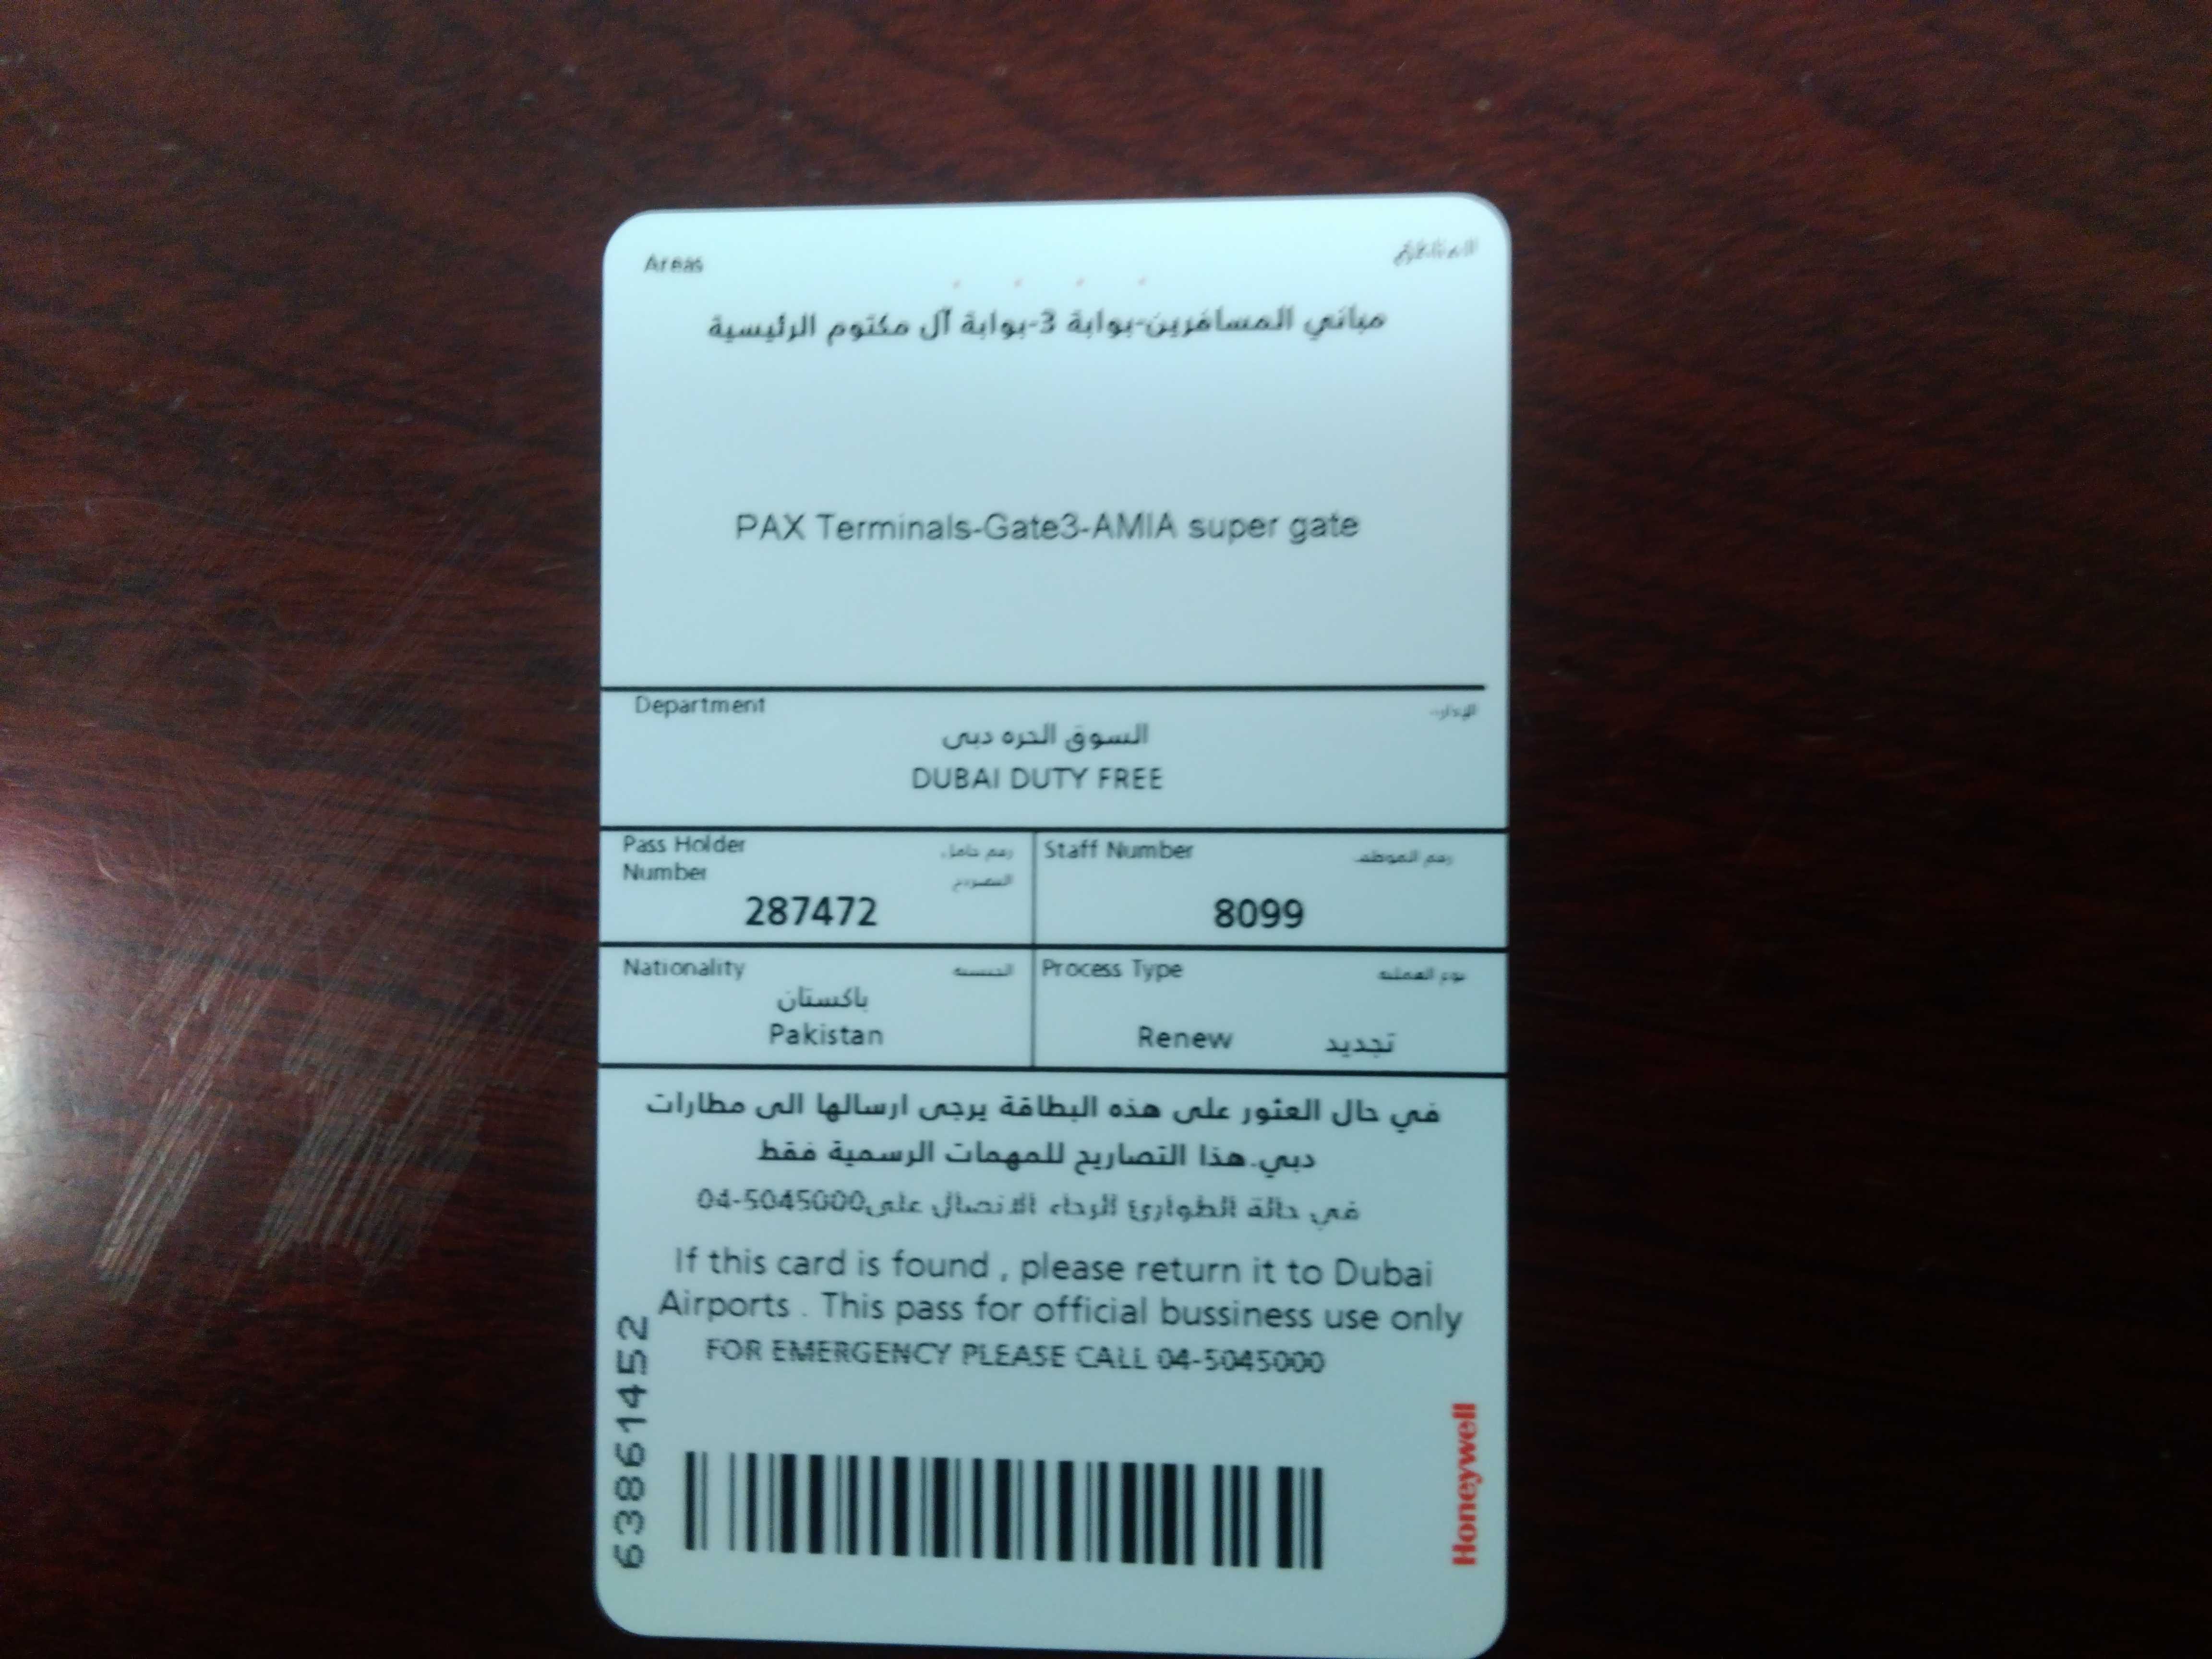 Areas المناطق
مباني المسافرين-بوابة 3-بوابة آل مكتوم الرئيسية
PAX Terminals-Gate3-AMIA super gate
Department
السوق الحره دبى
DUBAI DUTY FREE
Pass Holder رقم حامل Staff Number رقم الموظف
Number التصريح
287472 8099
Nationality الجنسية Process Type نوع العملية
باكستان
Pakistan Renew تجديد
في حال العثور على هذه البطاقة يرجى ارسالها الى مطارات
دبي.هذا التصاريح للمهمات الرسمية فقط
في حالة الطوارئ الرجاء الاتصال على04-5045000
If this card is found , please return it to Dubai
Airports . This pass for official bussiness use only
FOR EMERGENCY PLEASE CALL 04-5045000
63861452
Honeywell